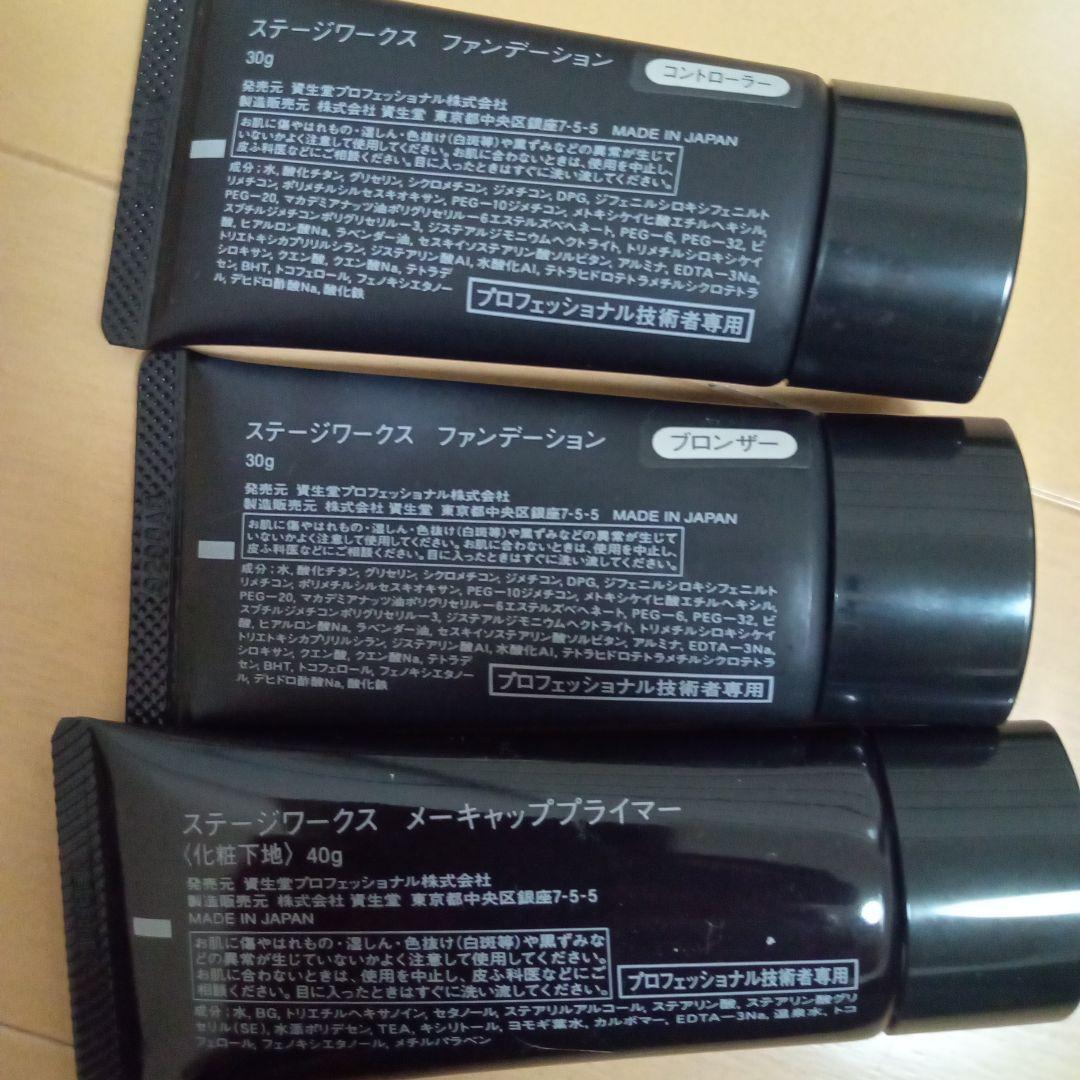 ステージワークス ファンデーション
コントローラー
30g
発売元 資生堂プロフェッショナル株式会社
製造販売元 株式会社 資生堂 東京都中央区銀座7-5-5 MADE IN JAPAN
お肌に傷やはれもの・湿しん・色抜け(白斑等)や黒ずみなどの異常が生じて
いないかよく注意して使用してください。お肌に合わないときは、使用を中止し、
皮ふ科医などにご相談ください。目に入ったときはすぐに洗い流してください。
成分:水、酸化チタン、グリセリン、シクロメチコン、ジメチコン、DPG、ジフェニルシロキシフェニルト
リメチコン、ポリメチルシルセスキオキサン、PEG-10ジメチコン、メトキシケイヒ酸エチルヘキシル、
PEG-20、マカデミアナッツ油ポリグリセリル-6エステルズベヘネート、PEG-6、PEG-32、ビ
スブチルジメチコンポリグリセリル-3、ジステアルジモニウムヘクトライト、トリメチルシロキシケイ
酸、ヒアルロン酸Na、ラベンダー油、セスキイソステアリン酸ソルビタン、アルミナ、EDTA-3Na、
トリエトキシカプリリルシラン、ジステアリン酸Al、水酸化Al、テトラヒドロテトラメチルシクロテトラ
シロキサン、クエン酸、クエン酸Na、テトラデ
セン、BHT、トコフェロール、フェノキシエタノー
ル、デヒドロ酢酸Na、酸化鉄
プロフェッショナル技術者専用
ステージワークス ファンデーション
ブロンザー
30g
発売元 資生堂プロフェッショナル株式会社
製造販売元 株式会社 資生堂 東京都中央区銀座7-5-5 MADE IN JAPAN
お肌に傷やはれもの・湿しん・色抜け(白斑等)や黒ずみなどの異常が生じて
いないかよく注意して使用してください。お肌に合わないときは、使用を中止し、
皮ふ科医などにご相談ください。目に入ったときはすぐに洗い流してください。
成分:水、酸化チタン、グリセリン、シクロメチコン、ジメチコン、DPG、ジフェニルシロキシフェニルト
リメチコン、ポリメチルシルセスキオキサン、PEG-10ジメチコン、メトキシケイヒ酸エチルヘキシル、
PEG-20、マカデミアナッツ油ポリグリセリル-6エステルズベヘネート、PEG-6、PEG-32、ビ
スブチルジメチコンポリグリセリル-3、ジステアルジモニウムヘクトライト、トリメチルシロキシケイ
酸、ヒアルロン酸Na、ラベンダー油、セスキイソステアリン酸ソルビタン、アルミナ、EDTA-3Na、
トリエトキシカプリリルシラン、ジステアリン酸Al、水酸化Al、テトラヒドロテトラメチルシクロテトラ
シロキサン、クエン酸、クエン酸Na、テトラデ
セン、BHT、トコフェロール、フェノキシエタノー
ル、デヒドロ酢酸Na、酸化鉄
プロフェッショナル技術者専用
ステージワークス メーキャッププライマー
〈化粧下地〉 40g
発売元 資生堂プロフェッショナル株式会社
製造販売元 株式会社 資生堂 東京都中央区銀座7-5-5
MADE IN JAPAN
お肌に傷やはれもの・湿しん・色抜け(白斑等)や黒ずみな
どの異常が生じていないかよく注意して使用してください。
お肌に合わないときは、使用を中止し、皮ふ科医などにご
相談ください。目に入ったときはすぐに洗い流してください。
プロフェッショナル技術者専用
成分:水、BG、トリエチルヘキサノイン、セタノール、ステアリルアルコール、ステアリン酸、ステアリン酸グリ
セリル(SE)、水添ポリデセン、TEA、キシリトール、ヨモギ葉水、カルボマー、EDTA-3Na、温泉水、トコ
フェロール、フェノキシエタノール、メチルパラベン